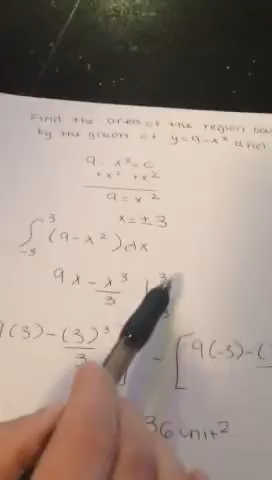 Find the area of the region
by the graph of y = 9 - x² and
9 x² = 0
+x² +x²
9 = x²
x = ± 3
∫₋₃³ (9 - x²) dx
9x - x³/3 | 3
(3) - (3)³/3 - [9(-3) - (
36 unit²